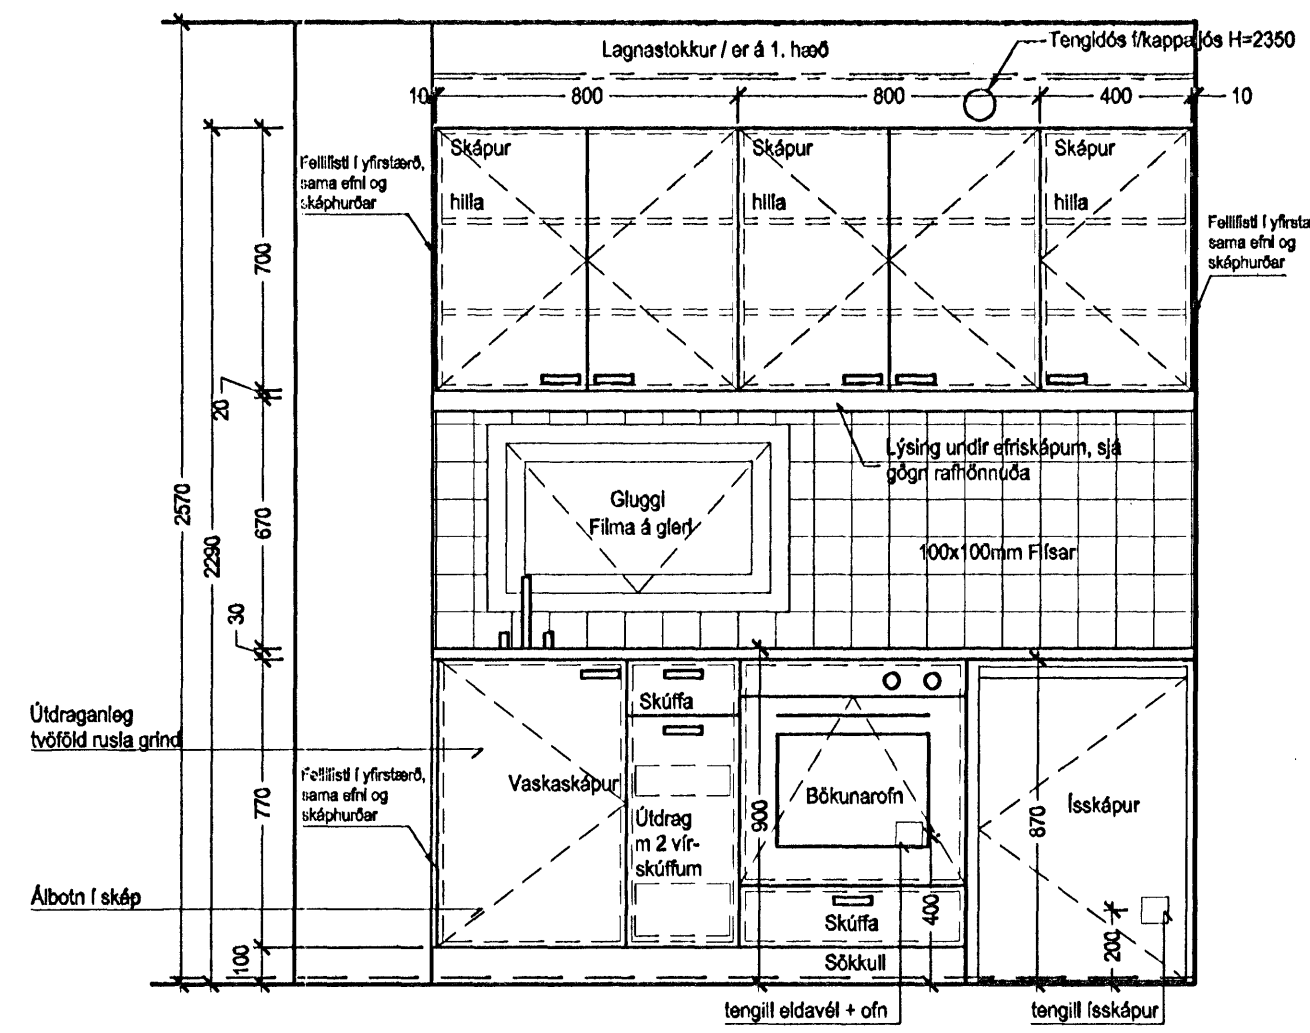 Lagnastokkur / er á 1. hæð
Tengidós f/kappaljós H=2350
10
800
800
400
10
Skápur
hilla
Skápur
hilla
Skápur
hilla
Fellilisti í yfirstærð,
sama efni og
skáphurðar
Fellilisti í yfirsta
sama efni og
skáphurðar
700
20
2570
2290
670
30
Lýsing undir efriskápum, sjá
gögn rafhönnuða
Gluggi
Filma á gleri
100x100mm Flísar
Útdraganleg
tvöföld rusla grind
Fellilisti í yfirstærð,
sama efni og
skáphurðar
Álbotn í skáp
770
100
Vaskaskápur
Skúffa
Útdrag
m 2 vír-
skúffum
Bökunarofn
900
870
Ísskápur
Skúffa
400
200
Sökkull
tengill eldavél + ofn
tengill ísskápur